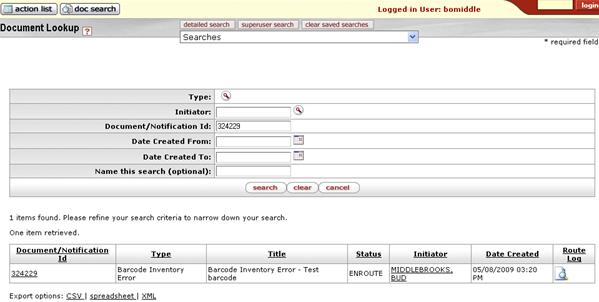 action list doc search Logged in User: bomiddle login
Document Lookup ? detailed search superuser search clear saved searches
Searches
* required field
Type:
Initiator:
Document/Notification Id: 324229
Date Created From:
Date Created To:
Name this search (optional):
search clear cancel
1 items found. Please refine your search criteria to narrow down your search.
One item retrieved.
Document/Notification Id Type Title Status Initiator Date Created Route Log
324229 Barcode Inventory Error Barcode Inventory Error - Test barcode ENROUTE MIDDLEBROOKS, BUD 05/08/2009 03:20 PM
Export options: CSV | spreadsheet | XML